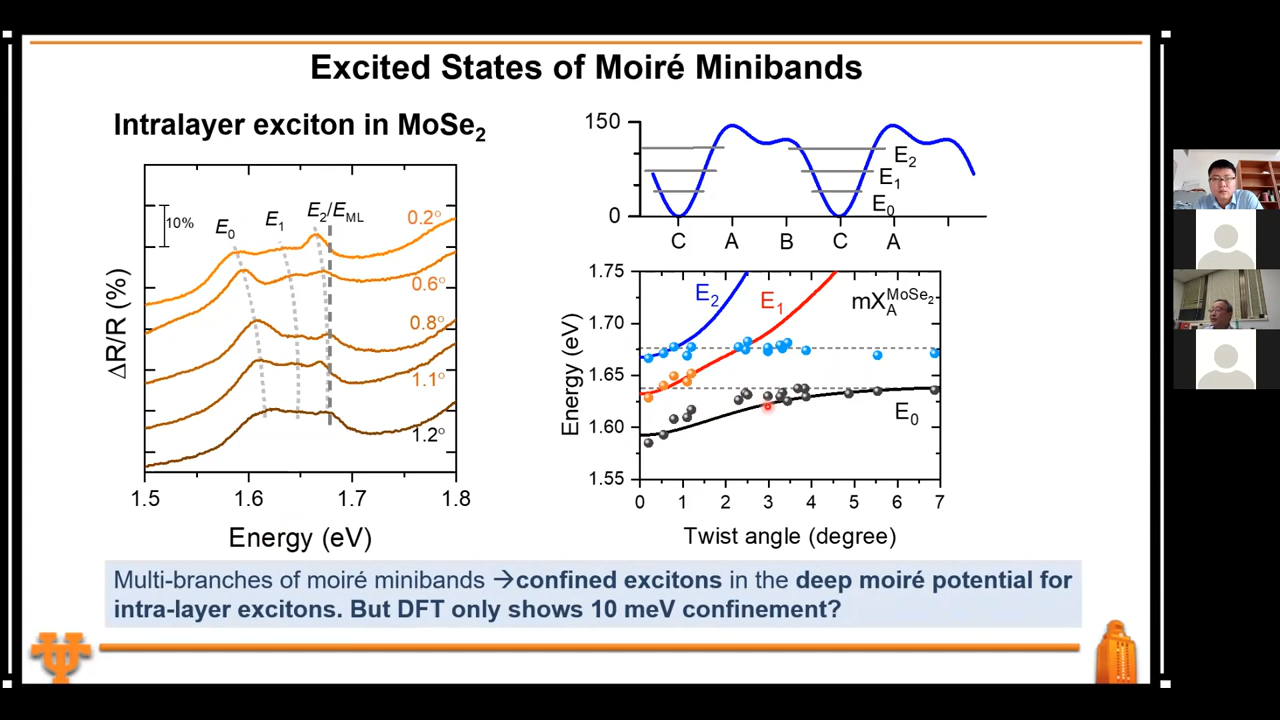 Excited States of Moiré Minibands
Intralayer exciton in MoSe₂
10%
E₀
E₁
E₂/E_ML
0.2°
0.6°
0.8°
1.1°
1.2°
ΔR/R (%)
1.5
1.6
1.7
1.8
Energy (eV)
150
0
E₂
E₁
E₀
C
A
B
C
A
1.75
1.70
1.65
1.60
1.55
Energy (eV)
E₂
E₁
mX_A^MoSe₂
E₀
0
1
2
3
4
5
6
7
Twist angle (degree)
Multi-branches of moiré minibands →confined excitons in the deep moiré potential for
intra-layer excitons. But DFT only shows 10 meV confinement?